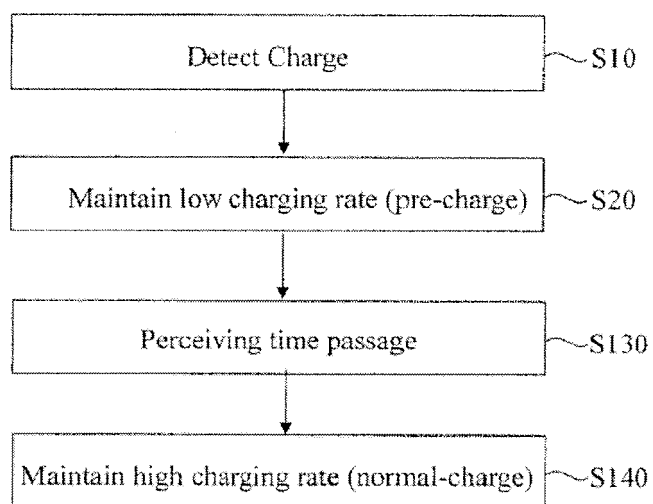 Detect Charge S10
Maintain low charging rate (pre-charge) S20
Perceiving time passage S130
Maintain high charging rate (normal-charge) S140